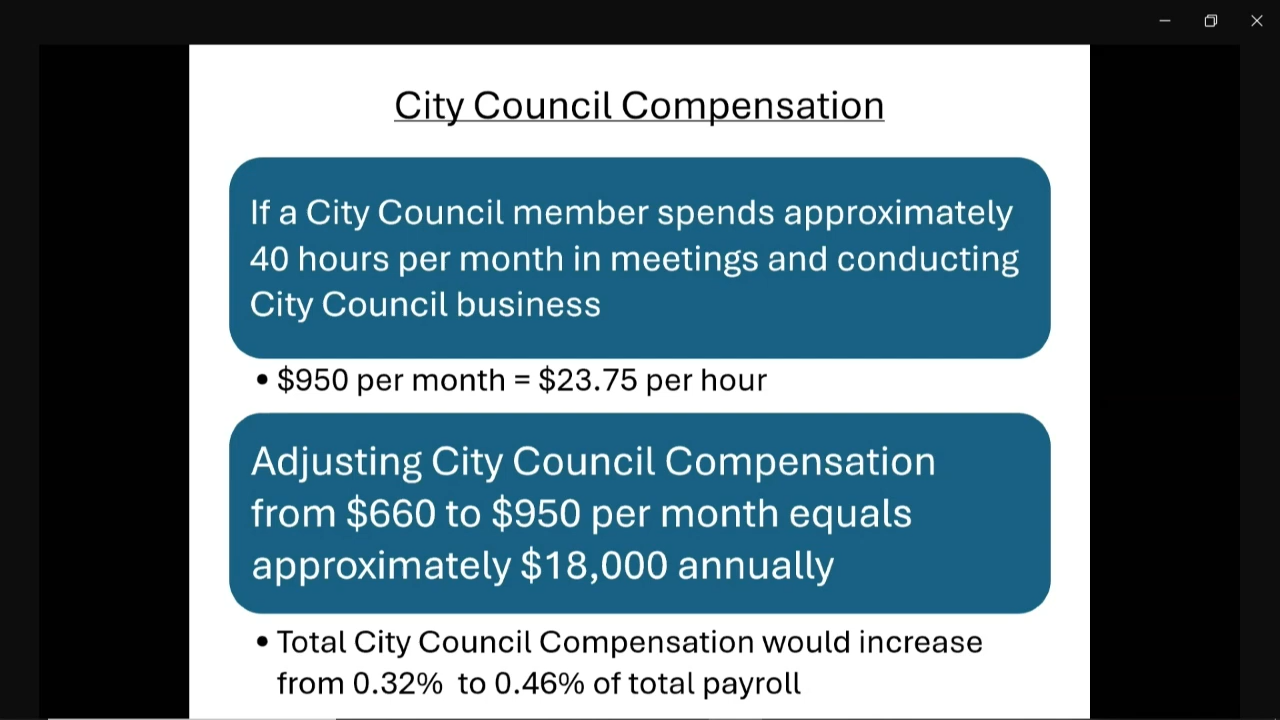 City Council Compensation
If a City Council member spends approximately
40 hours per month in meetings and conducting
City Council business
• $950 per month = $23.75 per hour
Adjusting City Council Compensation
from $660 to $950 per month equals
approximately $18,000 annually
• Total City Council Compensation would increase
from 0.32%  to 0.46% of total payroll